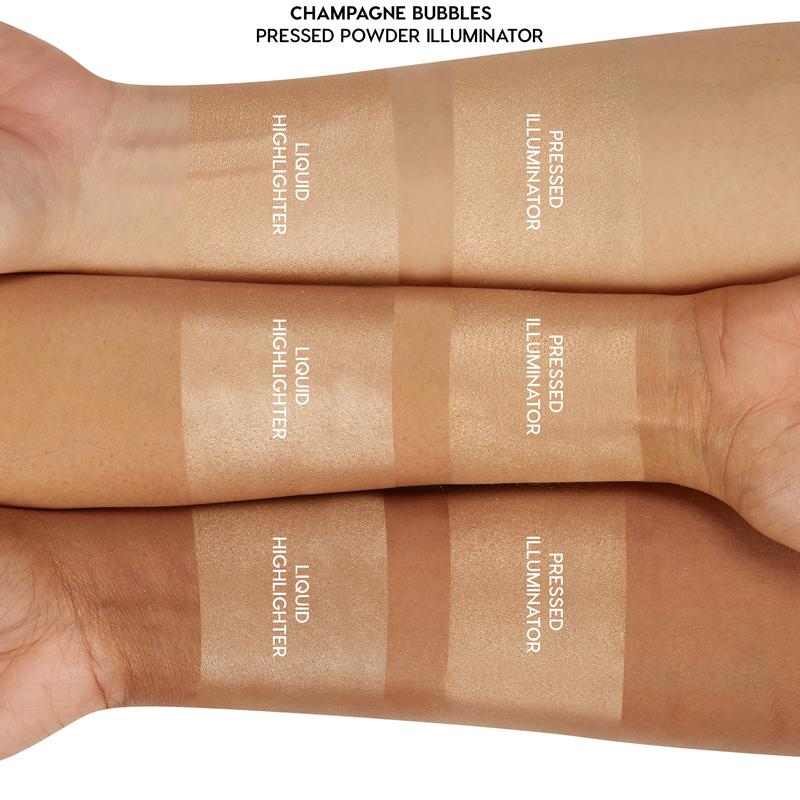 CHAMPAGNE BUBBLES
PRESSED POWDER ILLUMINATOR
LIQUID
HIGHLIGHTER
PRESSED
ILLUMINATOR
LIQUID
HIGHLIGHTER
PRESSED
ILLUMINATOR
LIQUID
HIGHLIGHTER
PRESSED
ILLUMINATOR